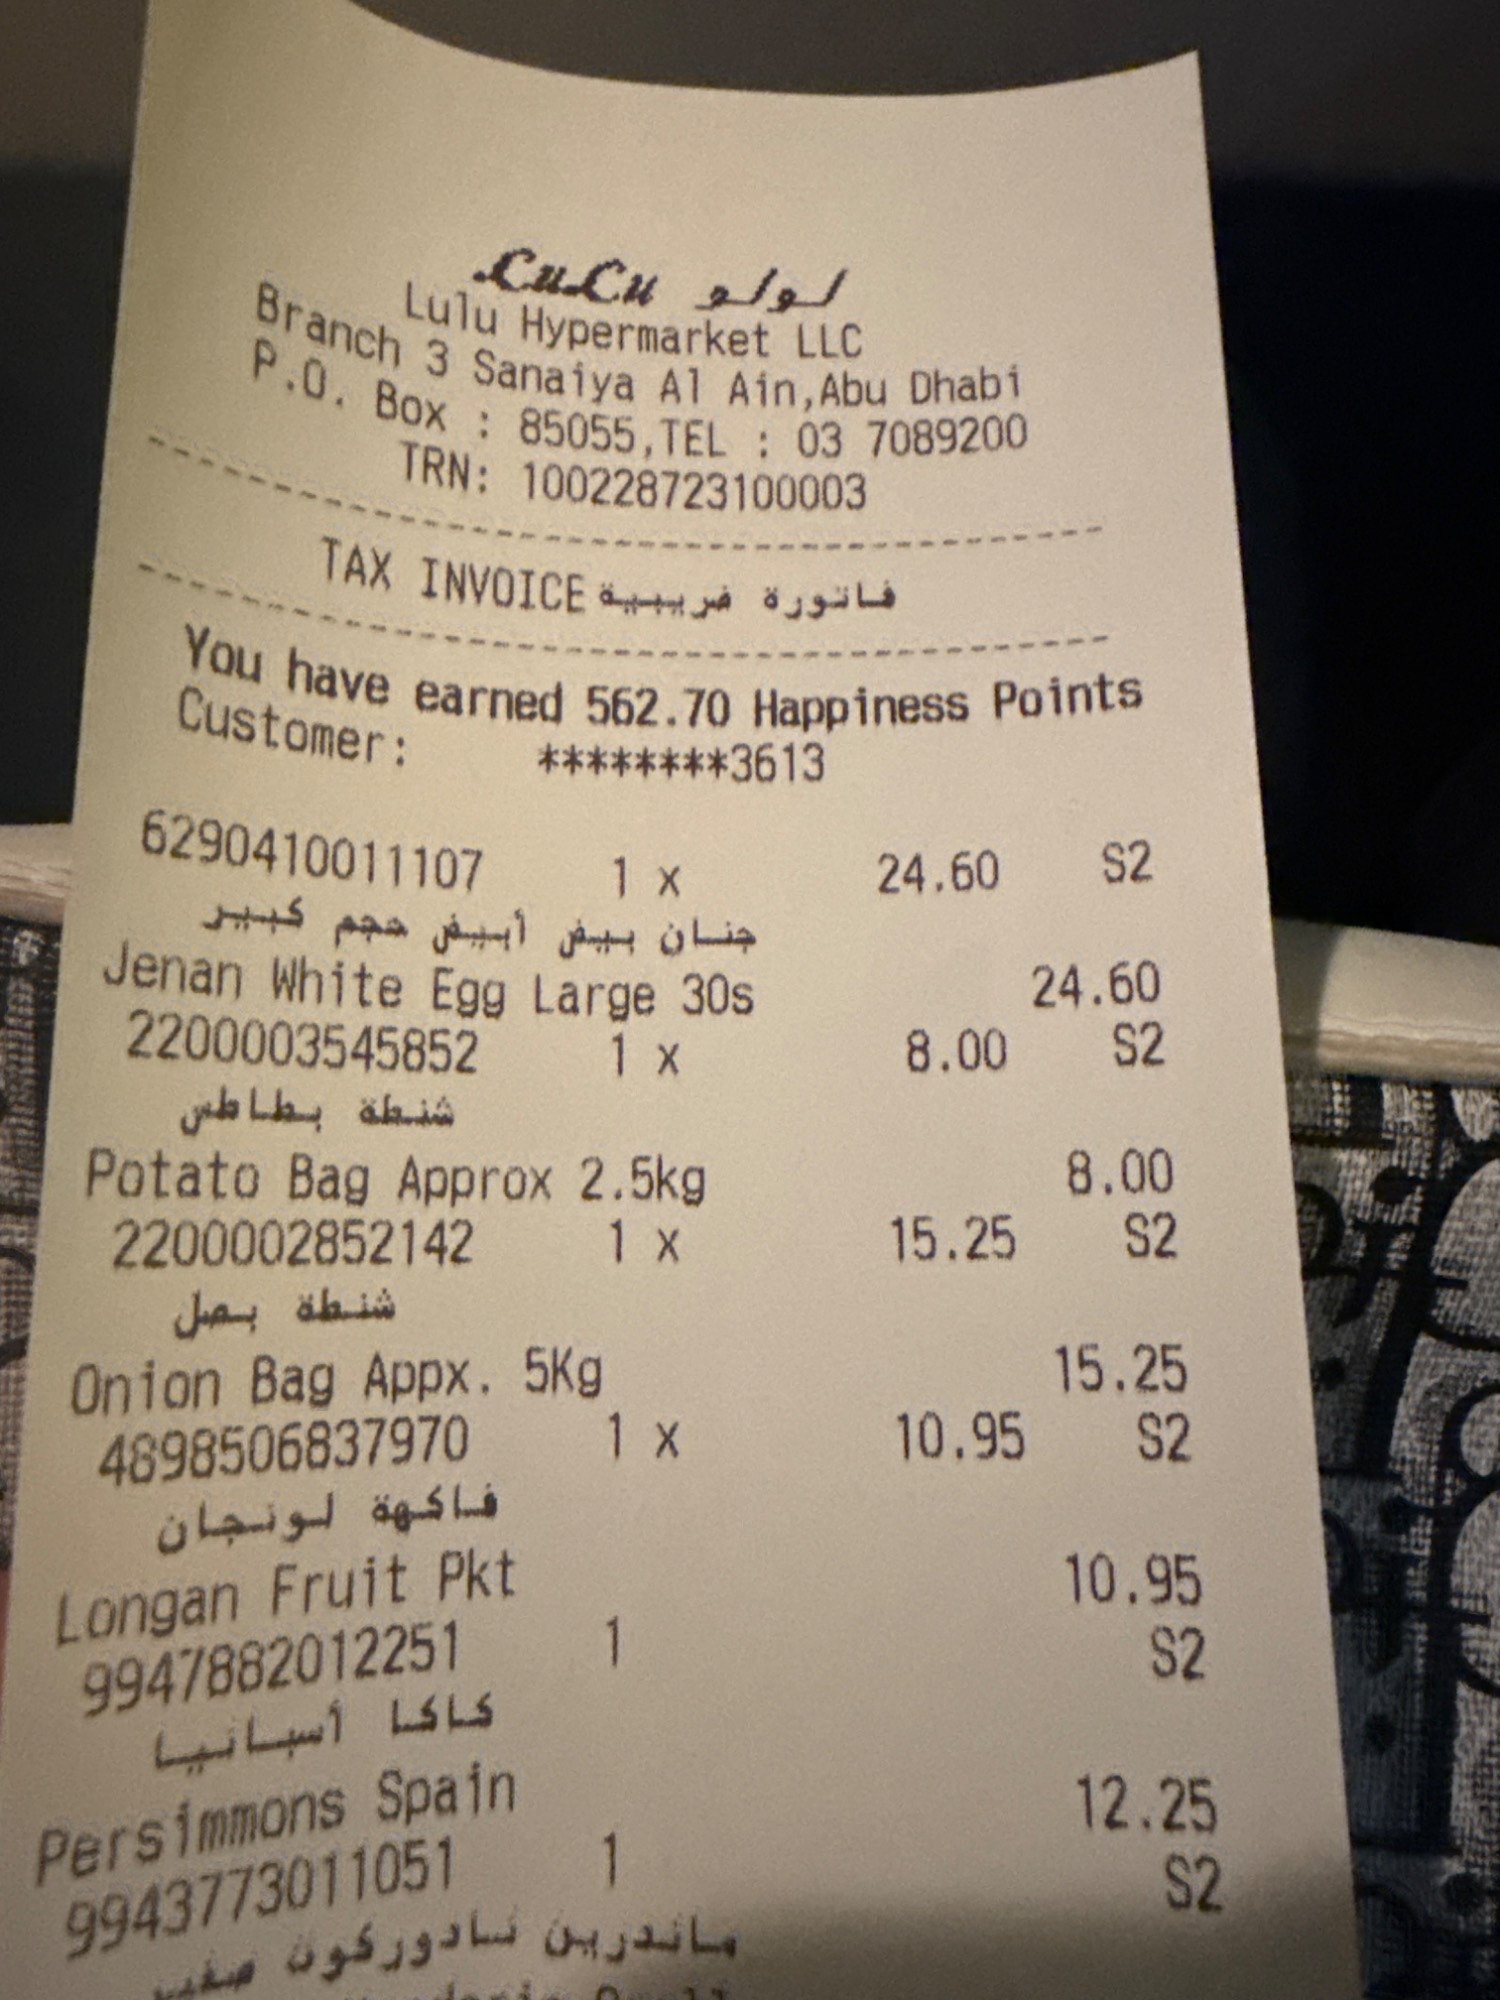 LuLu لولو
Lulu Hypermarket LLC
Branch 3 Sanaiya Al Ain,Abu Dhabi
P.O. Box : 85055,TEL : 03 7089200
TRN: 100228723100003
TAX INVOICE فاتورة ضريبية
You have earned 562.70 Happiness Points
Customer: ********3613
6290410011107 1 x 24.60 S2
جنان بيض أبيض حجم كبير
Jenan White Egg Large 30s 24.60
2200003545852 1 x 8.00 S2
شنطة بطاطس
Potato Bag Approx 2.5kg 8.00
2200002852142 1 x 15.25 S2
شنطة بصل
Onion Bag Appx. 5Kg 15.25
4898506837970 1 x 10.95 S2
فاكهة لونجان
Longan Fruit Pkt 10.95
9947882012251 1 S2
كاكا أسبانيا
Persimmons Spain 12.25
9943773011051 1 S2
ماندرين نادوركوت صغير